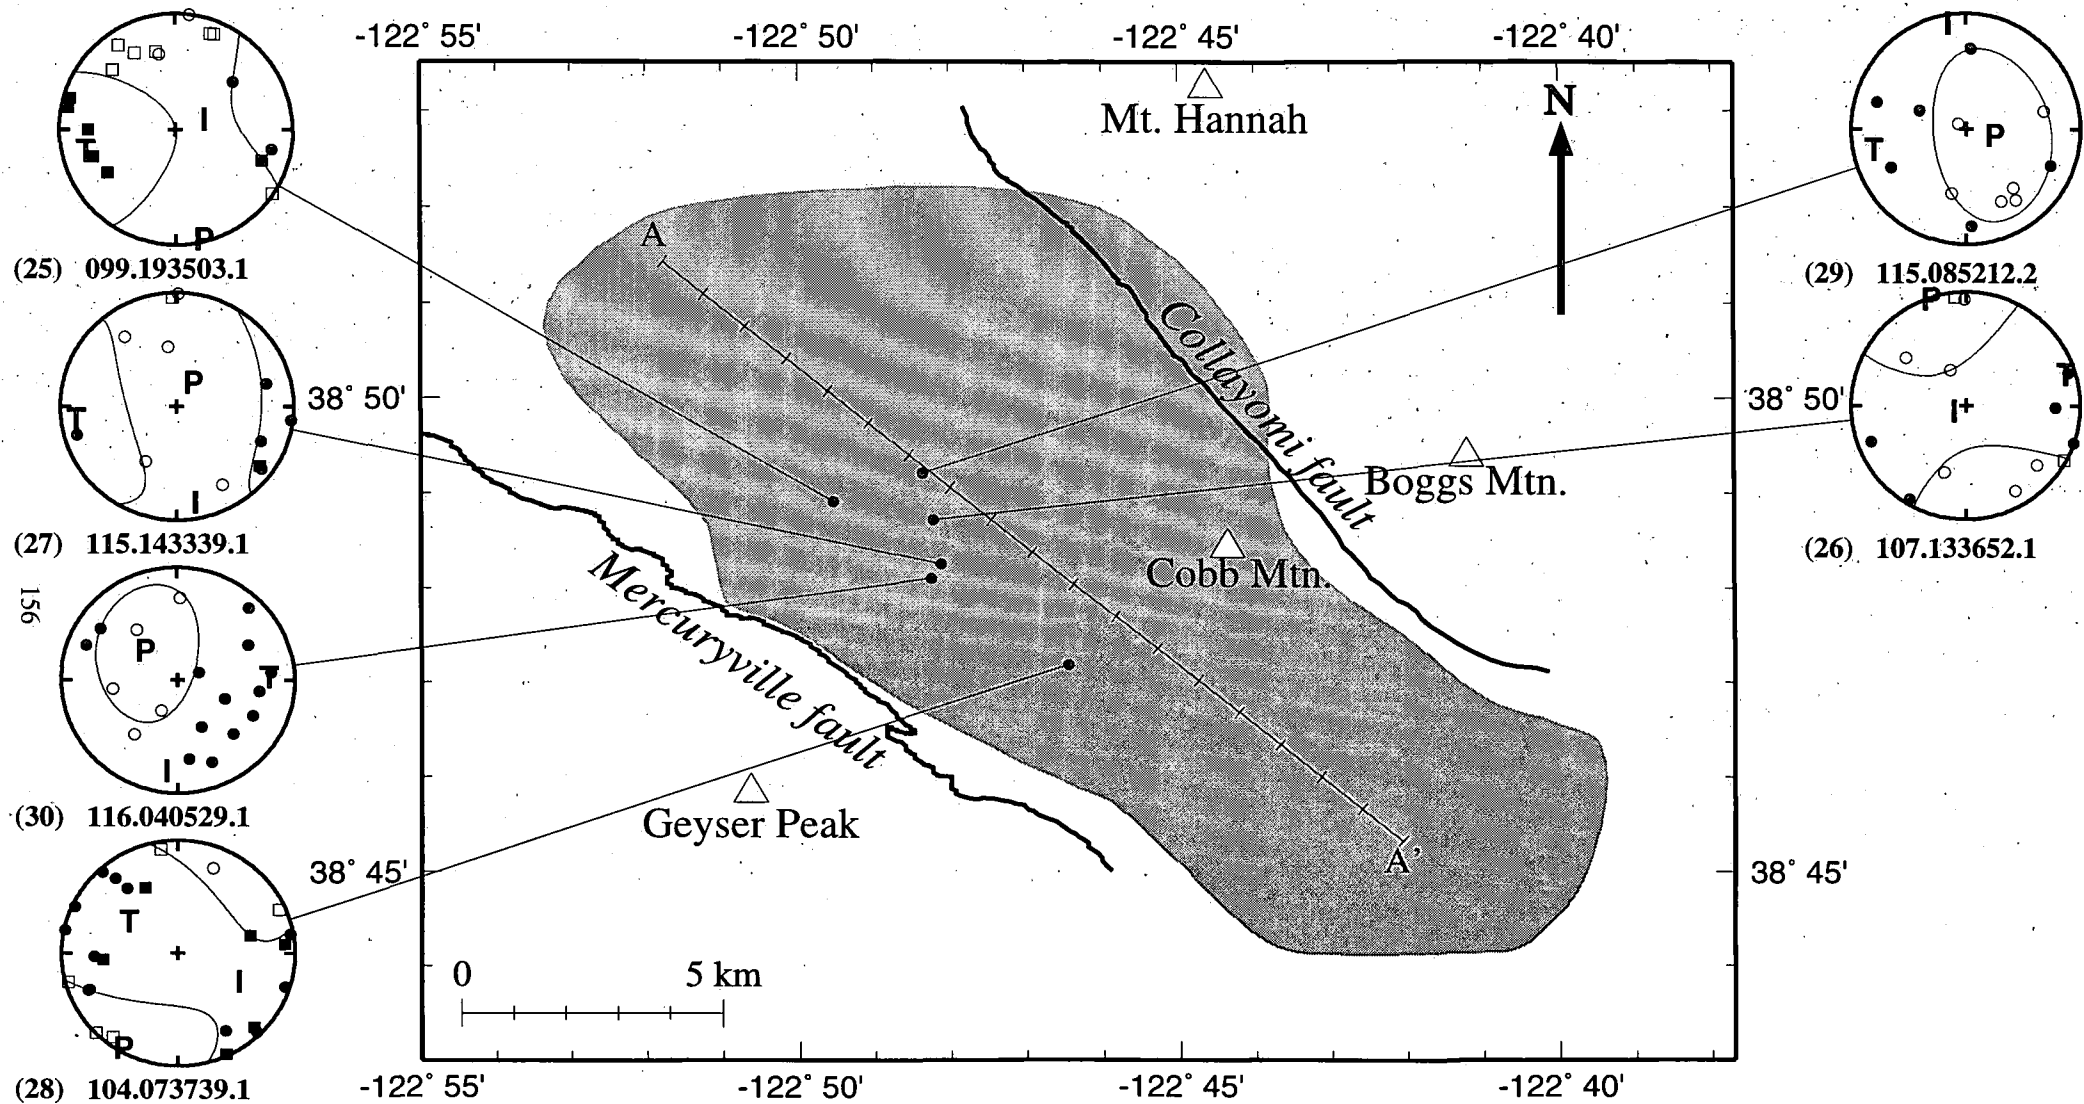 -122° 55'
-122° 50'
-122° 45'
-122° 40'
Mt. Hannah
N
T
I
P
(25) 099.193503.1
I
T
P
(29) 115.085212.2
A
Collayomi fault
P
T
I
(27) 115.143339.1
P
T
I
(26) 107.133652.1
38° 50'
38° 50'
Boggs Mtn.
Cobb Mtn.
Mercuryville fault
156
P
T
I
(30) 116.040529.1
Geyser Peak
A'
38° 45'
38° 45'
T
I
P
(28) 104.073739.1
0 5 km
-122° 55'
-122° 50'
-122° 45'
-122° 40'